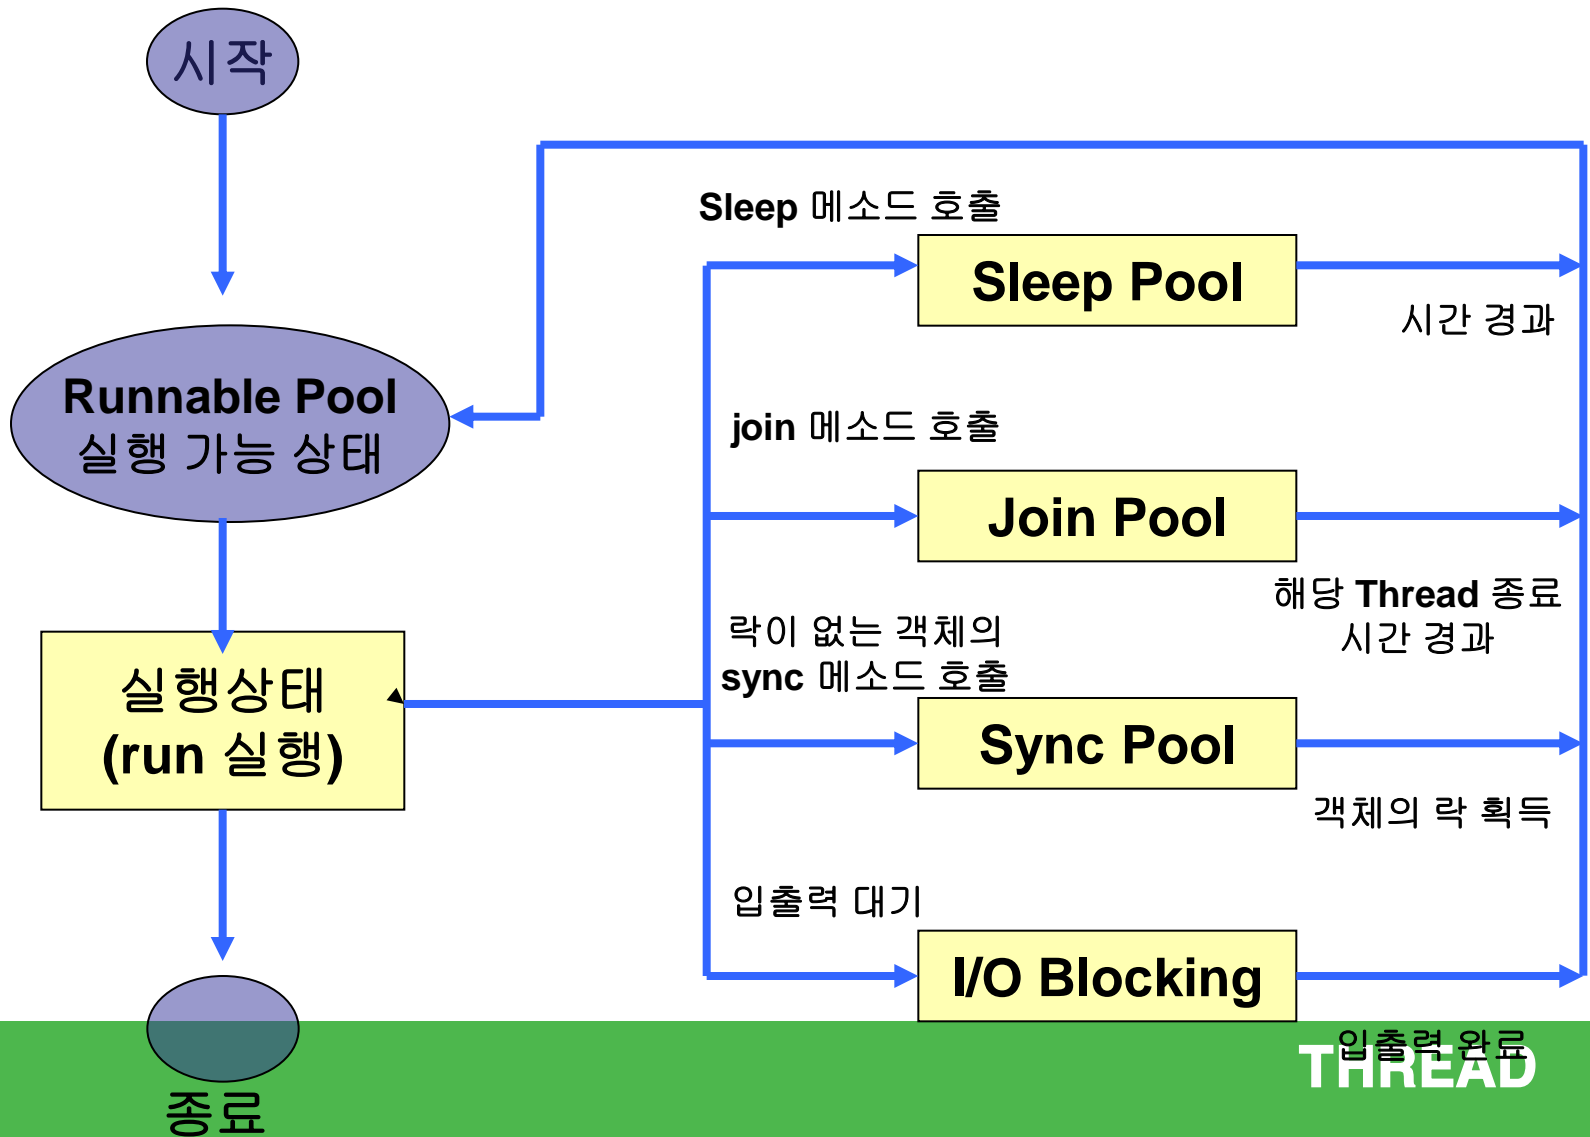 시작
Sleep 메소드 호출
Sleep Pool
시간 경과
Runnable Pool
실행 가능 상태
join 메소드 호출
Join Pool
해당 Thread 종료
시간 경과
락이 없는 객체의
sync 메소드 호출
실행상태
(run 실행)
Sync Pool
객체의 락 획득
입출력 대기
I/O Blocking
입출력 완료
THREAD
종료